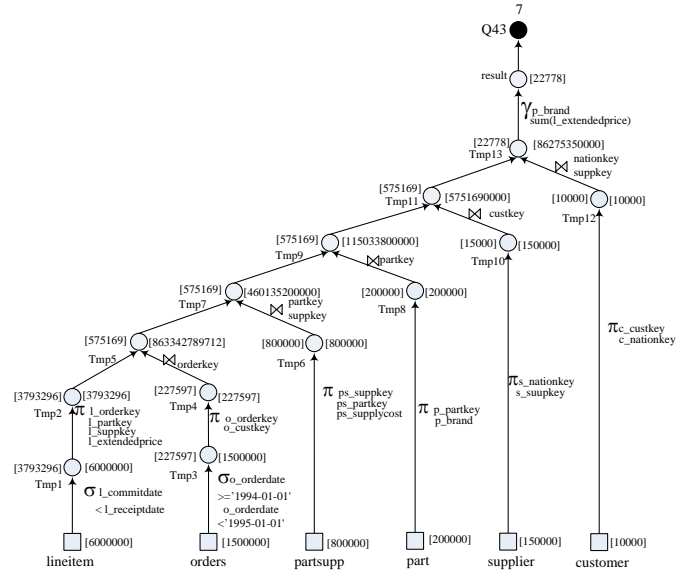 7
Q43
result [22778]
γ p_brand
sum(l_extendedprice)
[22778] [86275350000]
Tmp13
⋈ nationkey
suppkey
[575169] [5751690000]
Tmp11
[10000] [10000]
Tmp12
⋈ custkey
[575169] [115033800000]
Tmp9
[15000] [150000]
Tmp10
⋈ partkey
[575169] [460135200000]
Tmp7
[200000] [200000]
Tmp8
⋈ partkey
suppkey
[575169] [863342789712]
Tmp5
[800000] [800000]
Tmp6
⋈ orderkey
π c_custkey
c_nationkey
[3793296] [3793296]
Tmp2
[227597] [227597]
Tmp4
π l_orderkey
l_partkey
l_suppkey
l_extendedprice
π o_orderkey
o_custkey
π ps_suppkey
ps_partkey
ps_supplycost
π p_partkey
p_brand
π s_nationkey
s_suupkey
[3793296] [6000000]
Tmp1
[227597] [1500000]
Tmp3
σ l_commitdate
< l_receiptdate
σ o_orderdate
>='1994-01-01'
o_orderdate
<'1995-01-01'
[6000000] [1500000] [800000] [200000] [150000] [10000]
lineitem orders partsupp part supplier customer